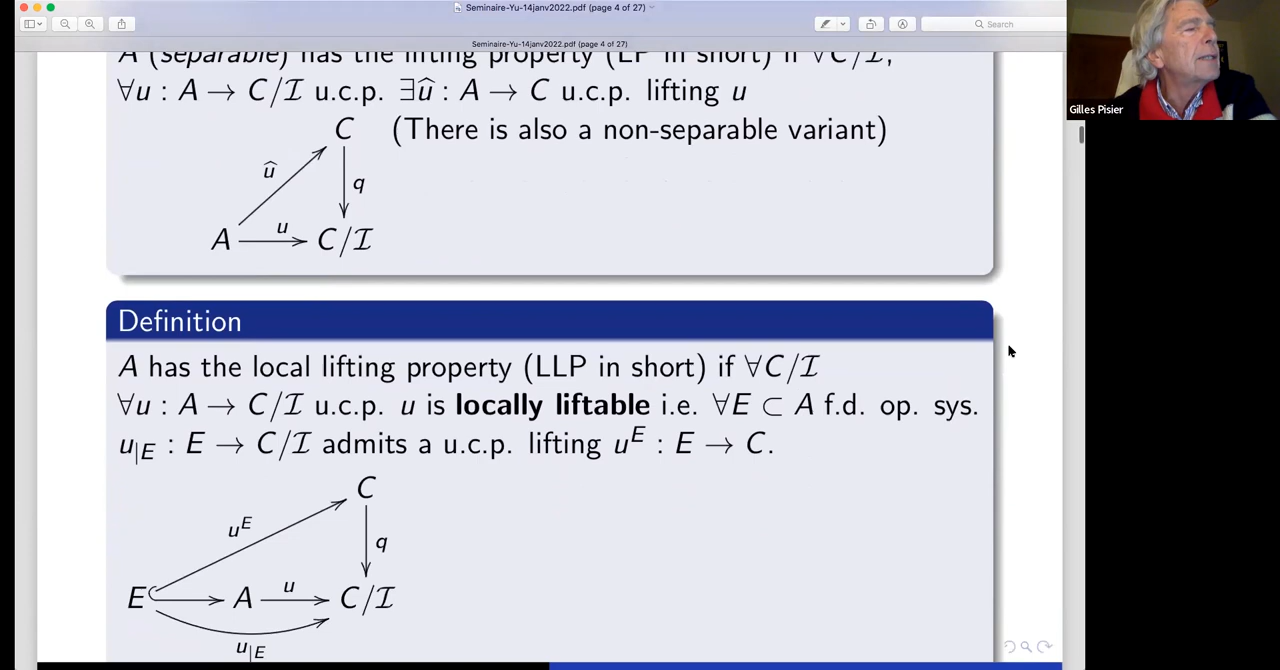 Seminaire-Yu-14janv2022.pdf (page 4 of 27)
Search
Seminaire-Yu-14janv2022.pdf (page 4 of 27)
Gilles Pisier
A (separable) has the lifting property (LP in short) if ∀C/ℐ,
∀u : A → C/ℐ u.c.p. ∃û : A → C u.c.p. lifting u
C (There is also a non-separable variant)
û
q
u
A C/ℐ
Definition
A has the local lifting property (LLP in short) if ∀C/ℐ
∀u : A → C/ℐ u.c.p. u is locally liftable i.e. ∀E ⊂ A f.d. op. sys.
u|E : E → C/ℐ admits a u.c.p. lifting uᴱ : E → C.
C
uᴱ
q
u
E A C/ℐ
u|E